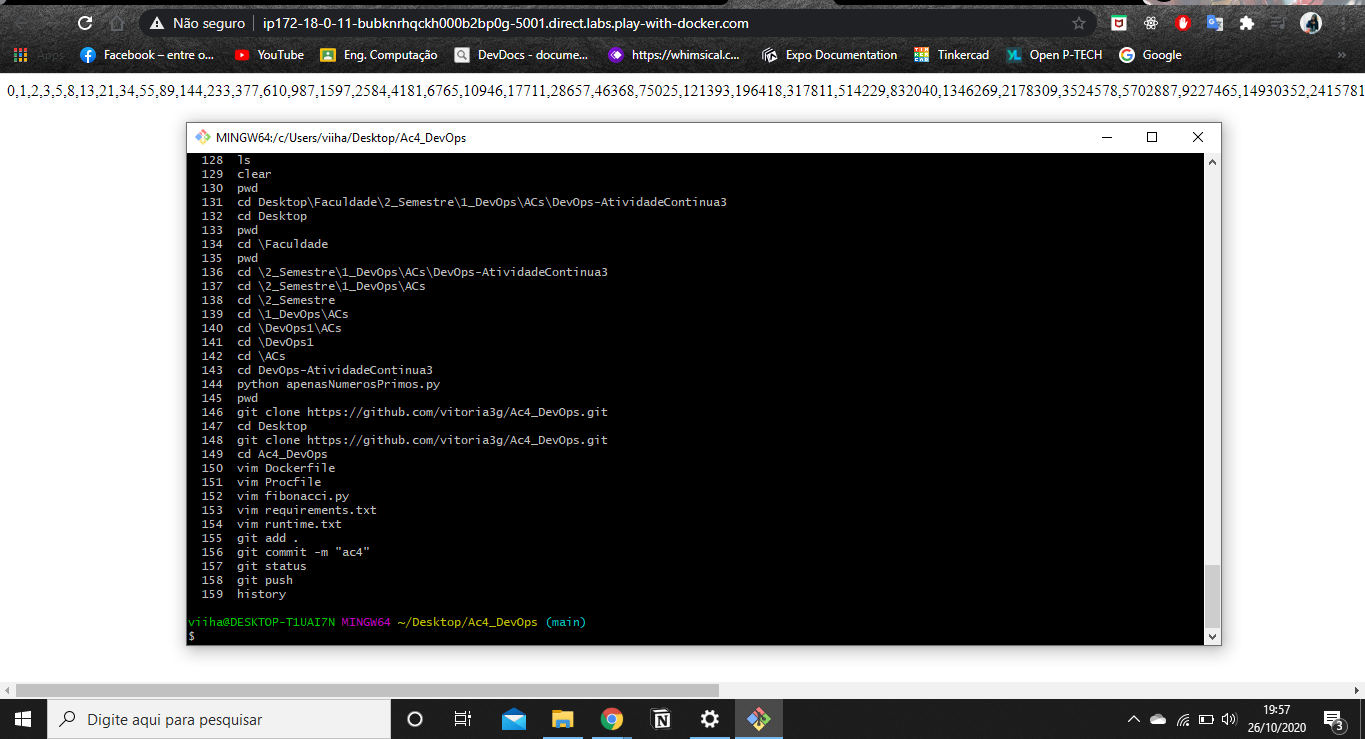 Não seguro ip172-18-0-11-bubknrhqckh000b2bp0g-5001.direct.labs.play-with-docker.com
Apps Facebook – entre o... YouTube Eng. Computação DevDocs - docume... https://whimsical.c... Expo Documentation Tinkercad Open P-TECH Google
0,1,2,3,5,8,13,21,34,55,89,144,233,377,610,987,1597,2584,4181,6765,10946,17711,28657,46368,75025,121393,196418,317811,514229,832040,1346269,2178309,3524578,5702887,9227465,14930352,2415781
MINGW64:/c/Users/viiha/Desktop/Ac4_DevOps
128 ls
129 clear
130 pwd
131 cd Desktop\Faculdade\2_Semestre\1_DevOps\ACs\DevOps-AtividadeContinua3
132 cd Desktop
133 pwd
134 cd \Faculdade
135 pwd
136 cd \2_Semestre\1_DevOps\ACs\DevOps-AtividadeContinua3
137 cd \2_Semestre\1_DevOps\ACs
138 cd \2_Semestre
139 cd \1_DevOps\ACs
140 cd \DevOps1\ACs
141 cd \DevOps1
142 cd \ACs
143 cd DevOps-AtividadeContinua3
144 python apenasNumerosPrimos.py
145 pwd
146 git clone https://github.com/vitoria3g/Ac4_DevOps.git
147 cd Desktop
148 git clone https://github.com/vitoria3g/Ac4_DevOps.git
149 cd Ac4_DevOps
150 vim Dockerfile
151 vim Procfile
152 vim fibonacci.py
153 vim requirements.txt
154 vim runtime.txt
155 git add .
156 git commit -m "ac4"
157 git status
158 git push
159 history
viiha@DESKTOP-T1UAI7N MINGW64 ~/Desktop/Ac4_DevOps (main)
$
Digite aqui para pesquisar
19:57
26/10/2020
3